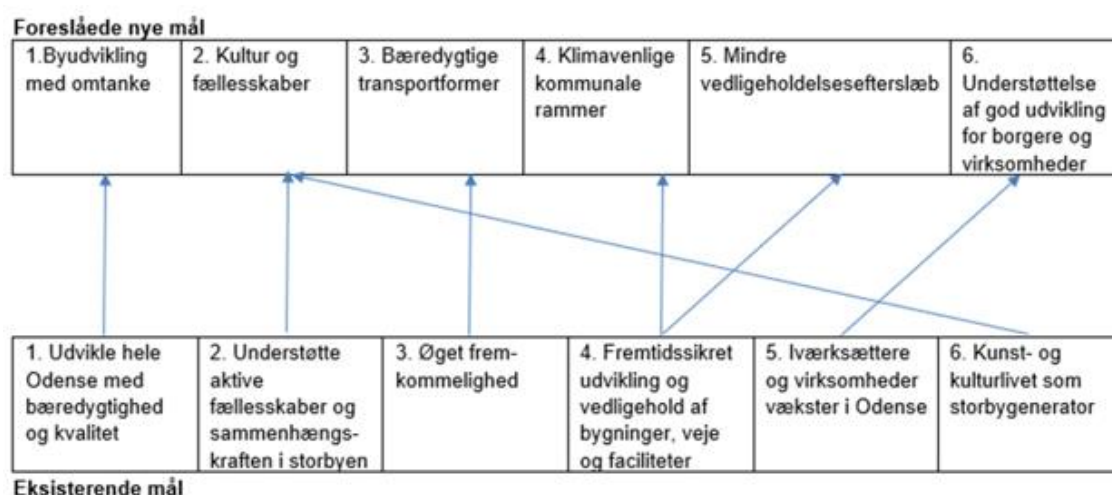 Foreslåede nye mål
1.Byudvikling
med omtanke
2. Kultur og
fællesskaber
3. Bæredygtige
transportformer
4. Klimavenlige
kommunale
rammer
5. Mindre
vedligeholdelsesefterslæb
6.
Understøttelse
af god udvikling
for borgere og
virksomheder
1. Udvikle hele
Odense med
bæredygtighed
og kvalitet
2. Understøtte
aktive
fællesskaber og
sammenhængs-
kraften i storbyen
3. Øget frem-
kommelighed
4. Fremtidssikret
udvikling og
vedligehold af
bygninger, veje
og faciliteter
5. Iværksættere
og virksomheder
vækster i Odense
6. Kunst- og
kulturlivet som
storbygenerator
Eksisterende mål